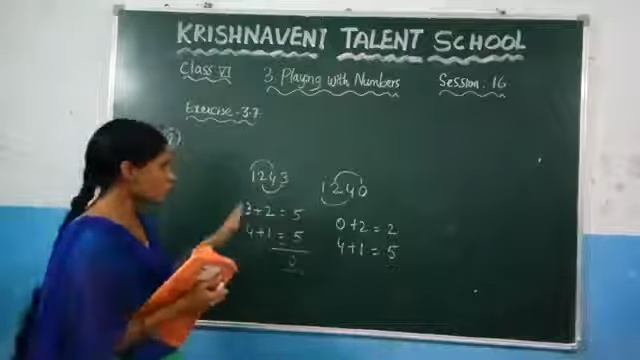 KRISHNAVENI TALENT SCHOOL
Class VI 3. Playing with Numbers Session: 16
Exercise-3.7
1243
3+2=5
4+1=5
0
1240
0+2=2
4+1=5